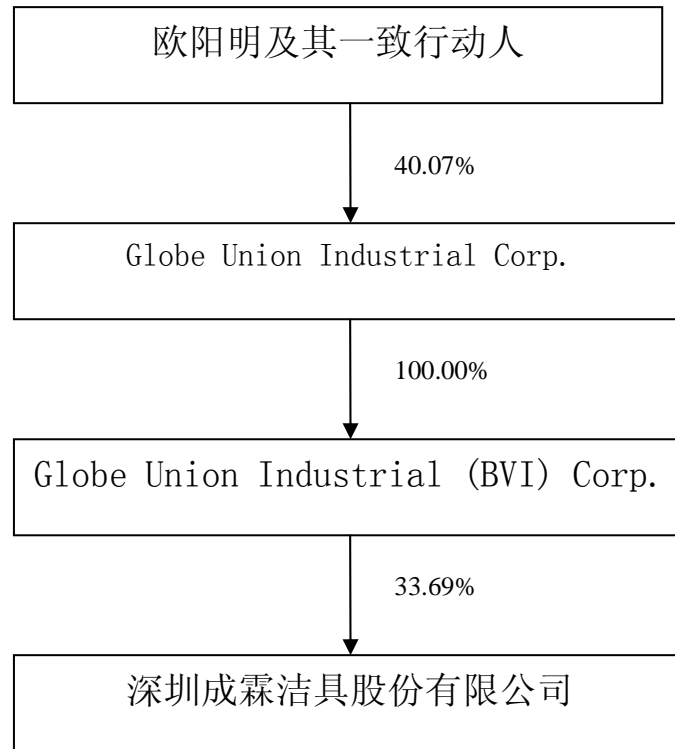 欧阳明及其一致行动人
40.07%
Globe Union Industrial Corp.
100.00%
Globe Union Industrial (BVI) Corp.
33.69%
深圳成霖洁具股份有限公司